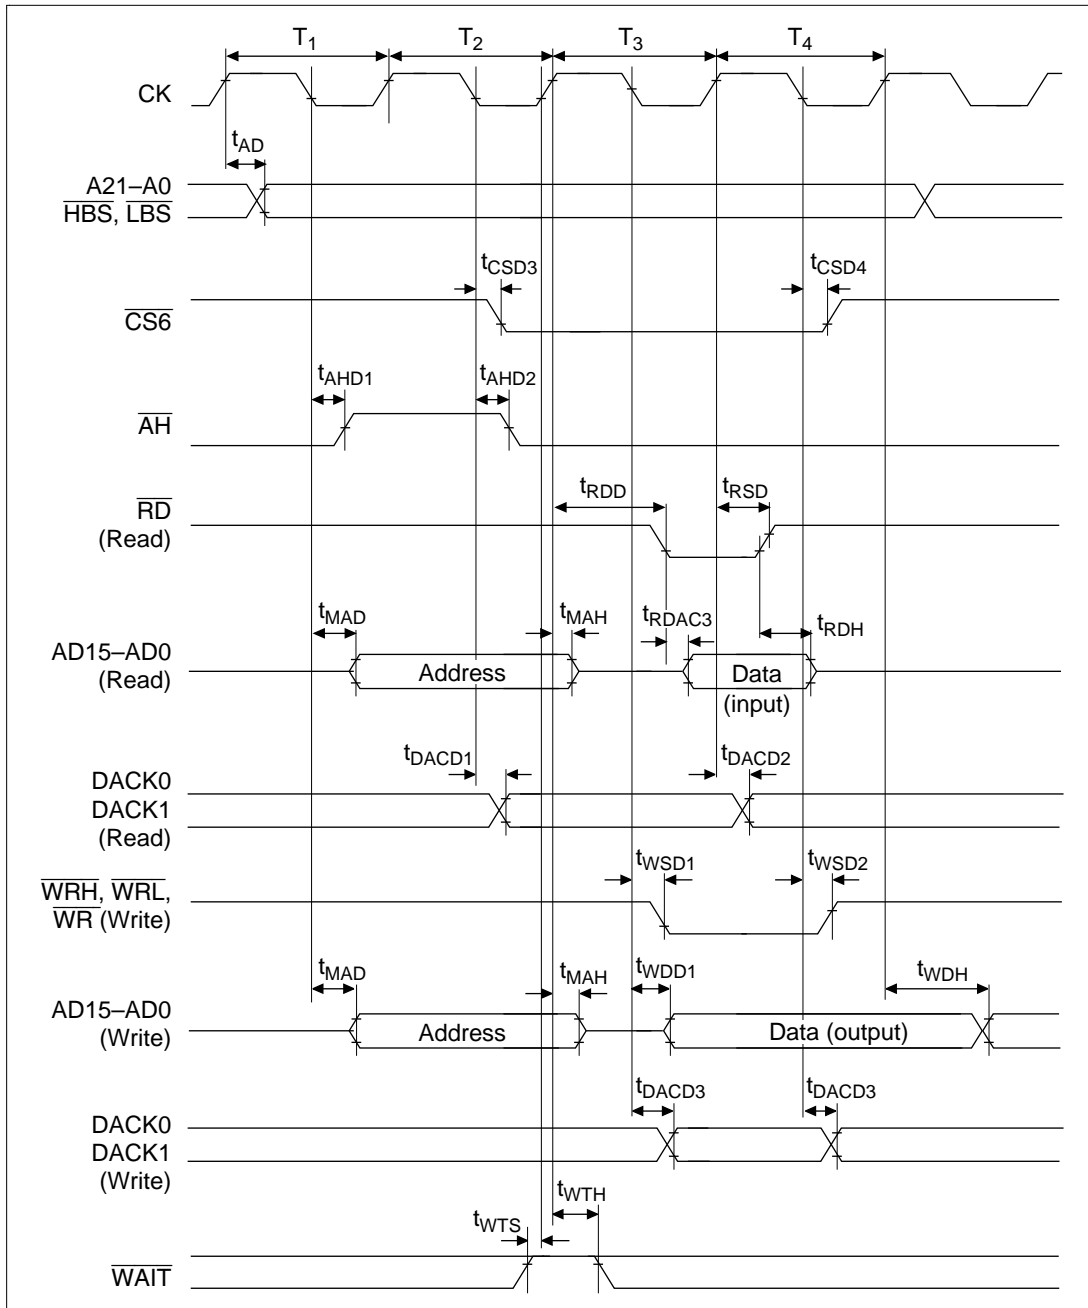 T1 T2 T3 T4
CK
tAD
A21–A0
HBS, LBS
tCSD3 tCSD4
CS6
tAHD1 tAHD2
AH
tRDD tRSD
RD
(Read)
tMAD tMAH tRDAC3 tRDH
AD15–AD0
(Read)
Address Data
(input)
tDACD1 tDACD2
DACK0
DACK1
(Read)
tWSD1 tWSD2
WRH, WRL,
WR (Write)
tMAD tMAH tWDD1 tWDH
AD15–AD0
(Write)
Address Data (output)
tDACD3 tDACD3
DACK0
DACK1
(Write)
tWTH
tWTS
WAIT